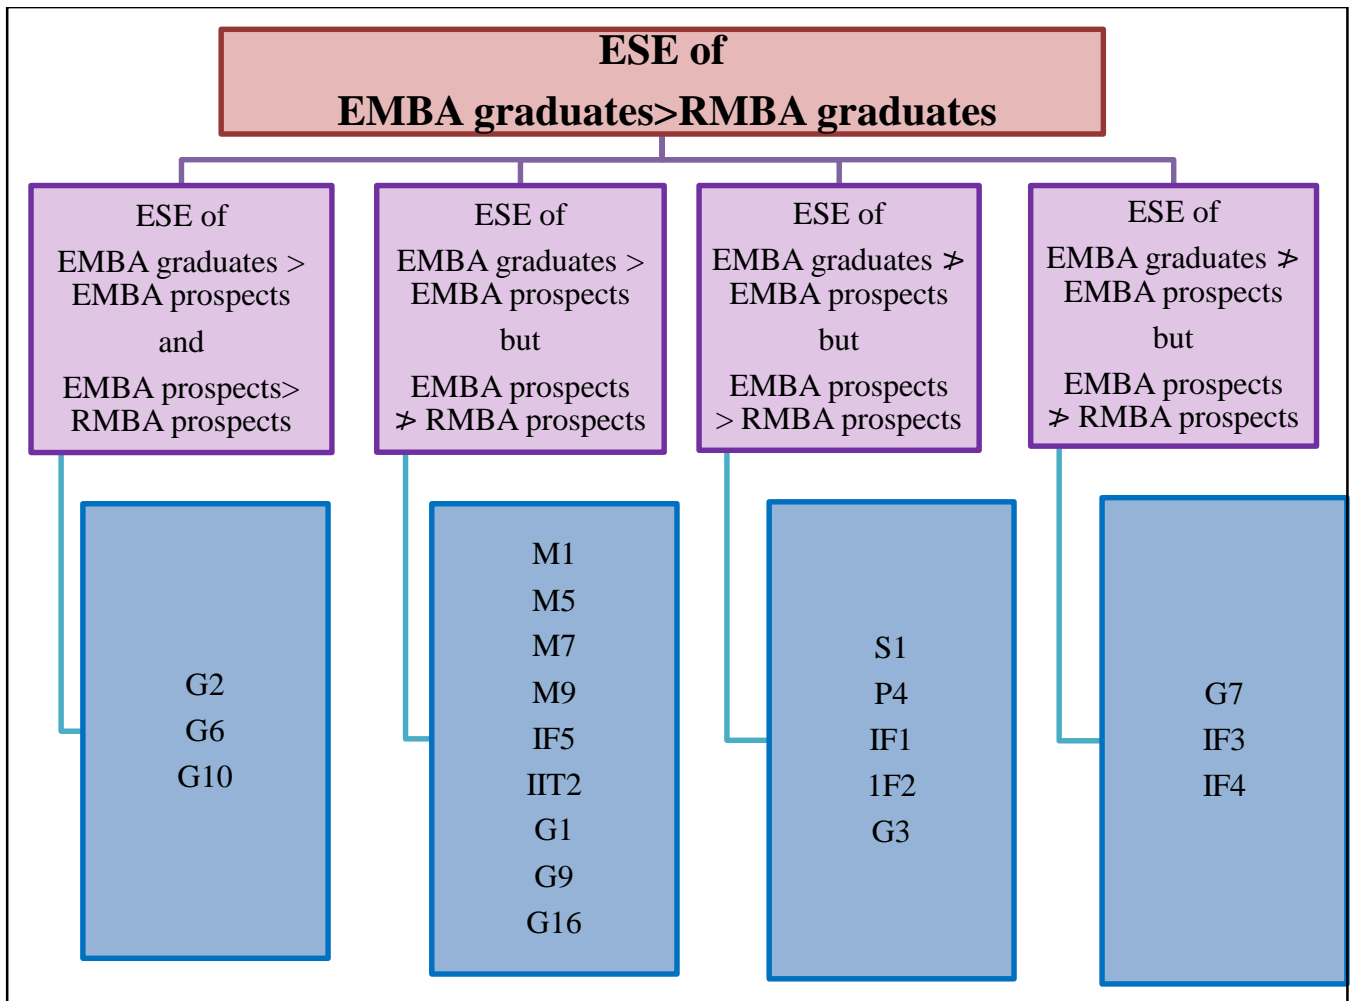 ESE of
EMBA graduates>RMBA graduates
ESE of
EMBA graduates >
EMBA prospects
and
EMBA prospects>
RMBA prospects
ESE of
EMBA graduates >
EMBA prospects
but
EMBA prospects
≯ RMBA prospects
ESE of
EMBA graduates ≯
EMBA prospects
but
EMBA prospects
> RMBA prospects
ESE of
EMBA graduates ≯
EMBA prospects
but
EMBA prospects
≯ RMBA prospects
G2
G6
G10
M1
M5
M7
M9
IF5
IIT2
G1
G9
G16
S1
P4
IF1
1F2
G3
G7
IF3
IF4